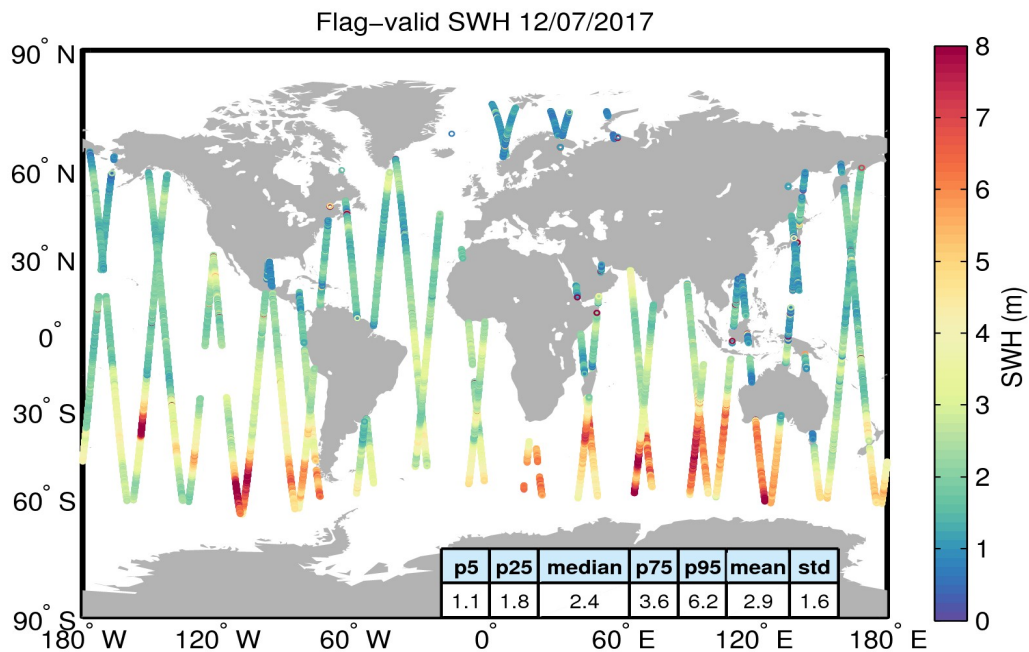 Flag−valid SWH 12/07/2017
90° N
60° N
30° N
0°
30° S
60° S
90° S
180° W
120° W
60° W
0°
60° E
120° E
180° E
p5 p25 median p75 p95 mean std
1.1 1.8 2.4 3.6 6.2 2.9 1.6
8
7
6
5
4
3
2
1
0
SWH (m)